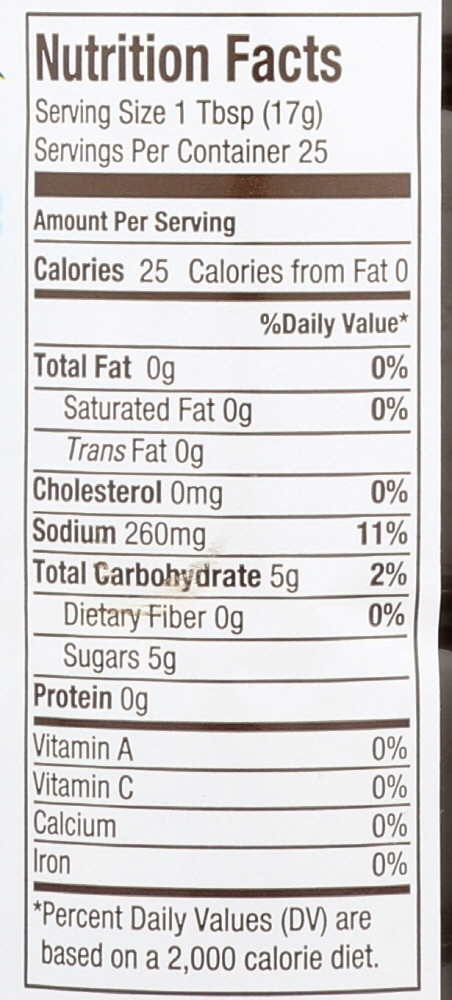 Nutrition Facts
Serving Size 1 Tbsp (17g)
Servings Per Container 25
Amount Per Serving
Calories 25 Calories from Fat 0
%Daily Value*
Total Fat 0g 0%
Saturated Fat 0g 0%
Trans Fat 0g
Cholesterol 0mg 0%
Sodium 260mg 11%
Total Carbohydrate 5g 2%
Dietary Fiber 0g 0%
Sugars 5g
Protein 0g
Vitamin A 0%
Vitamin C 0%
Calcium 0%
Iron 0%
*Percent Daily Values (DV) are
based on a 2,000 calorie diet.